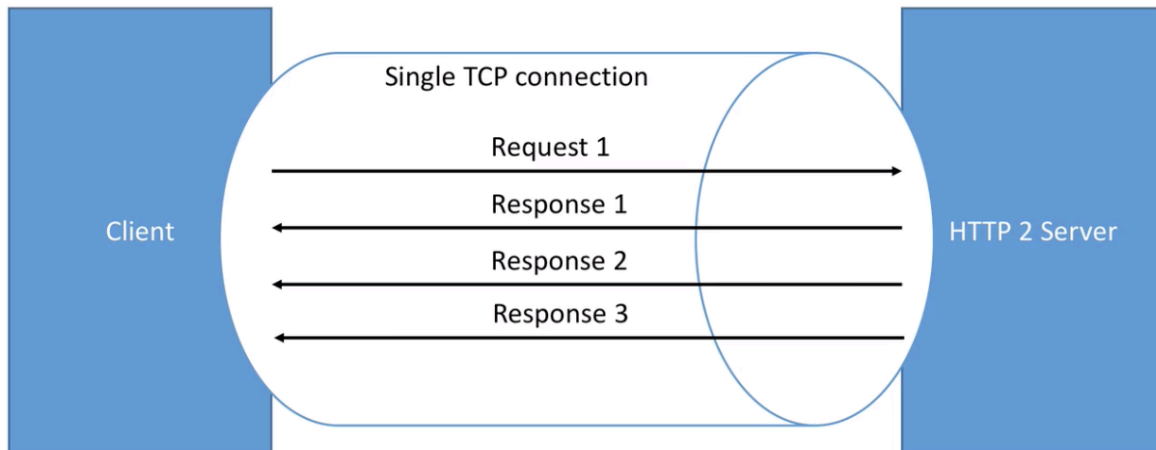 Single TCP connection
Request 1
Response 1
Client
HTTP 2 Server
Response 2
Response 3